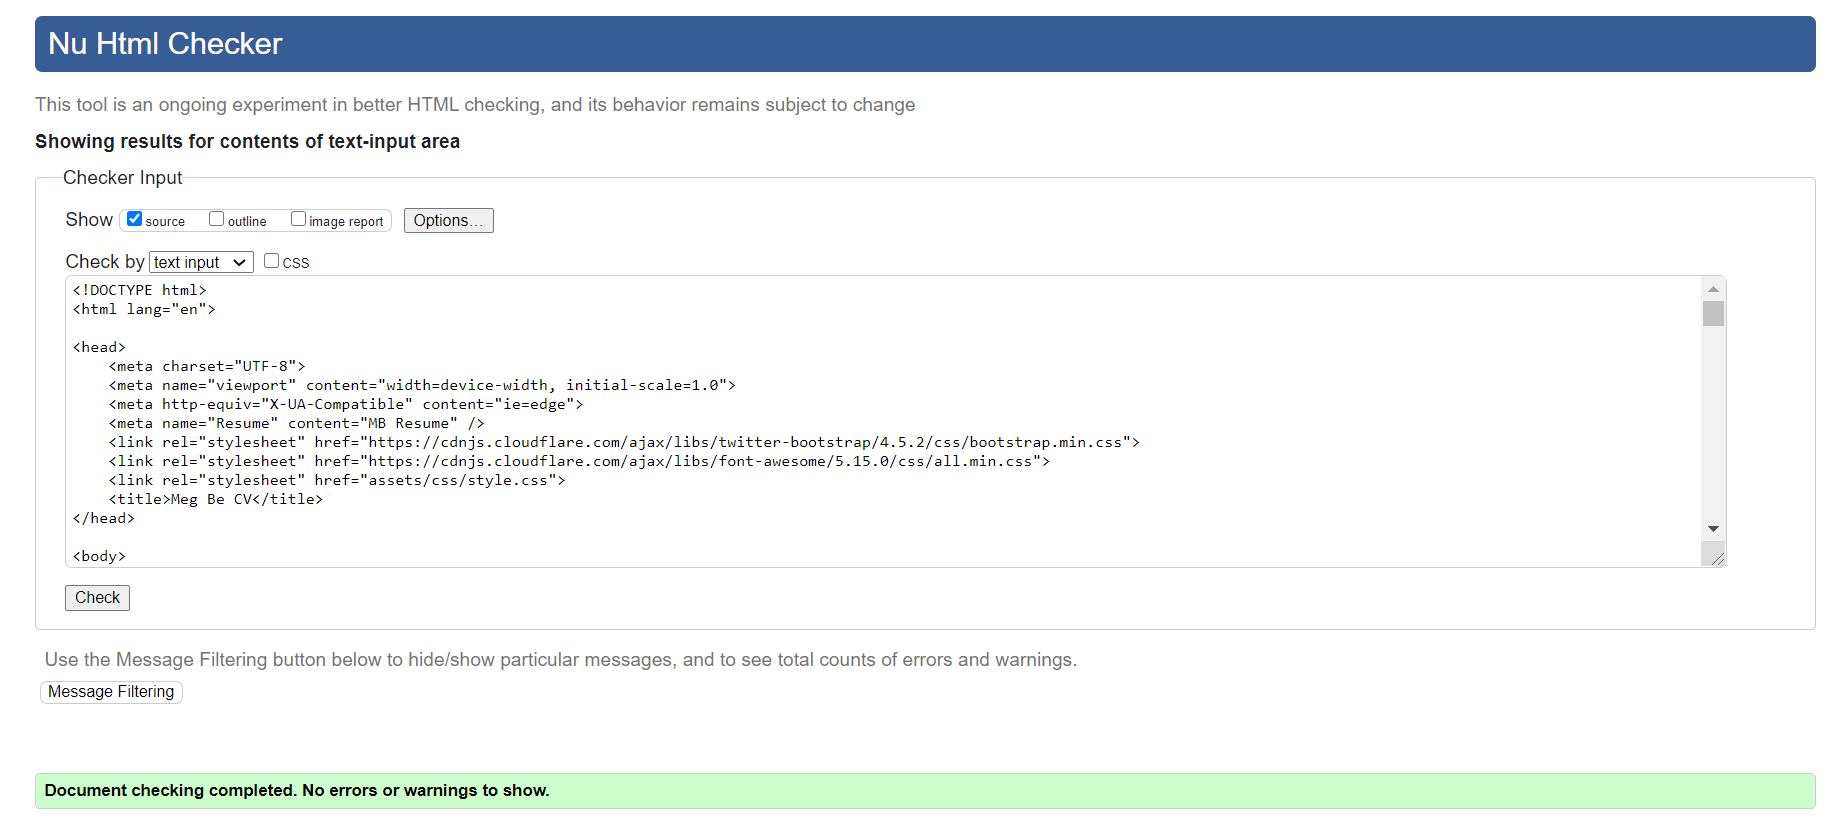 Nu Html Checker
This tool is an ongoing experiment in better HTML checking, and its behavior remains subject to change
Showing results for contents of text-input area
Checker Input
Show source outline image report Options...
Check by text input CSS
<!DOCTYPE html>
<html lang="en">
<head>
    <meta charset="UTF-8">
    <meta name="viewport" content="width=device-width, initial-scale=1.0">
    <meta http-equiv="X-UA-Compatible" content="ie=edge">
    <meta name="Resume" content="MB Resume" />
    <link rel="stylesheet" href="https://cdnjs.cloudflare.com/ajax/libs/twitter-bootstrap/4.5.2/css/bootstrap.min.css">
    <link rel="stylesheet" href="https://cdnjs.cloudflare.com/ajax/libs/font-awesome/5.15.0/css/all.min.css">
    <link rel="stylesheet" href="assets/css/style.css">
    <title>Meg Be CV</title>
</head>
<body>
Check
Use the Message Filtering button below to hide/show particular messages, and to see total counts of errors and warnings.
Message Filtering
Document checking completed. No errors or warnings to show.